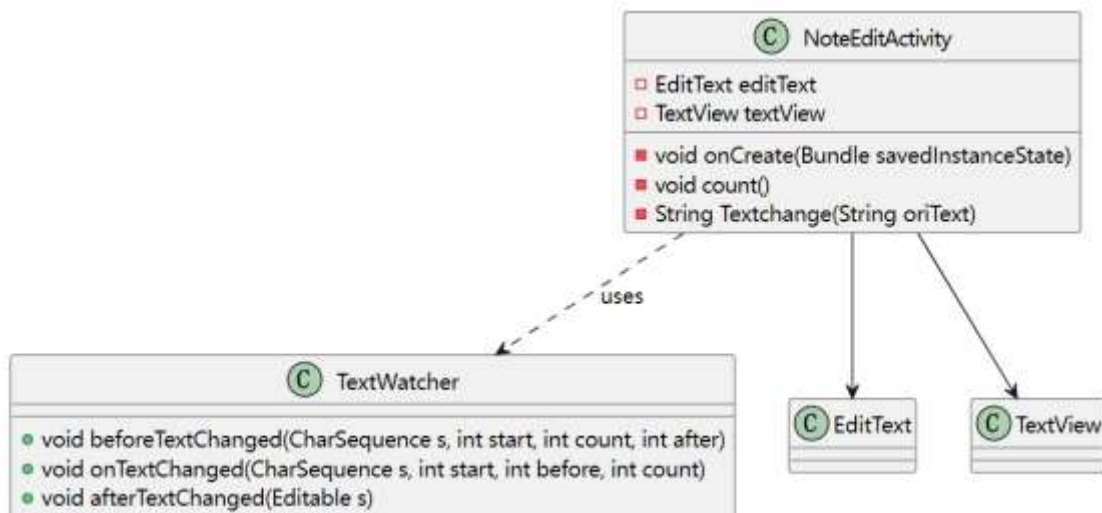 C NoteEditActivity
EditText editText
TextView textView
void onCreate(Bundle savedInstanceState)
void count()
String Textchange(String oriText)
uses
C TextWatcher
void beforeTextChanged(CharSequence s, int start, int count, int after)
void onTextChanged(CharSequence s, int start, int before, int count)
void afterTextChanged(Editable s)
C EditText
C TextView